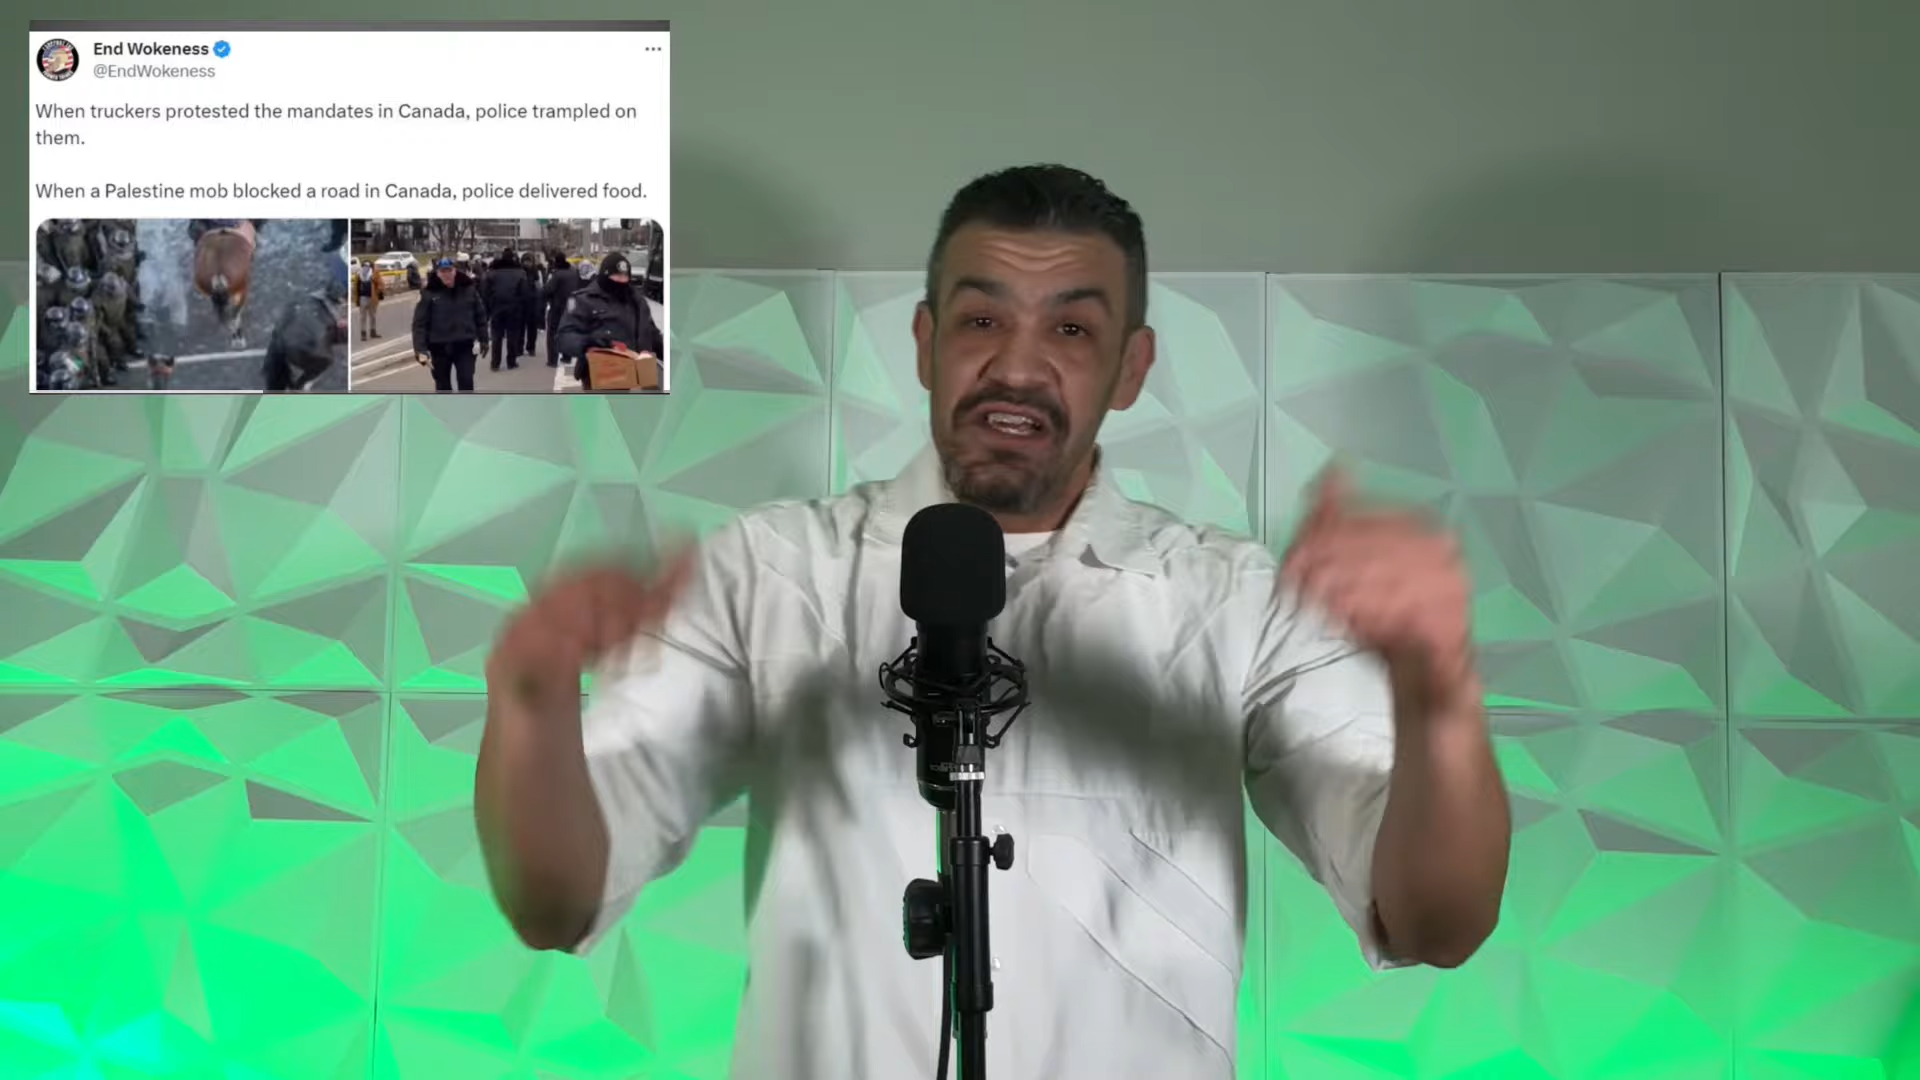 End Wokeness
@EndWokeness
When truckers protested the mandates in Canada, police trampled on
them.
When a Palestine mob blocked a road in Canada, police delivered food.